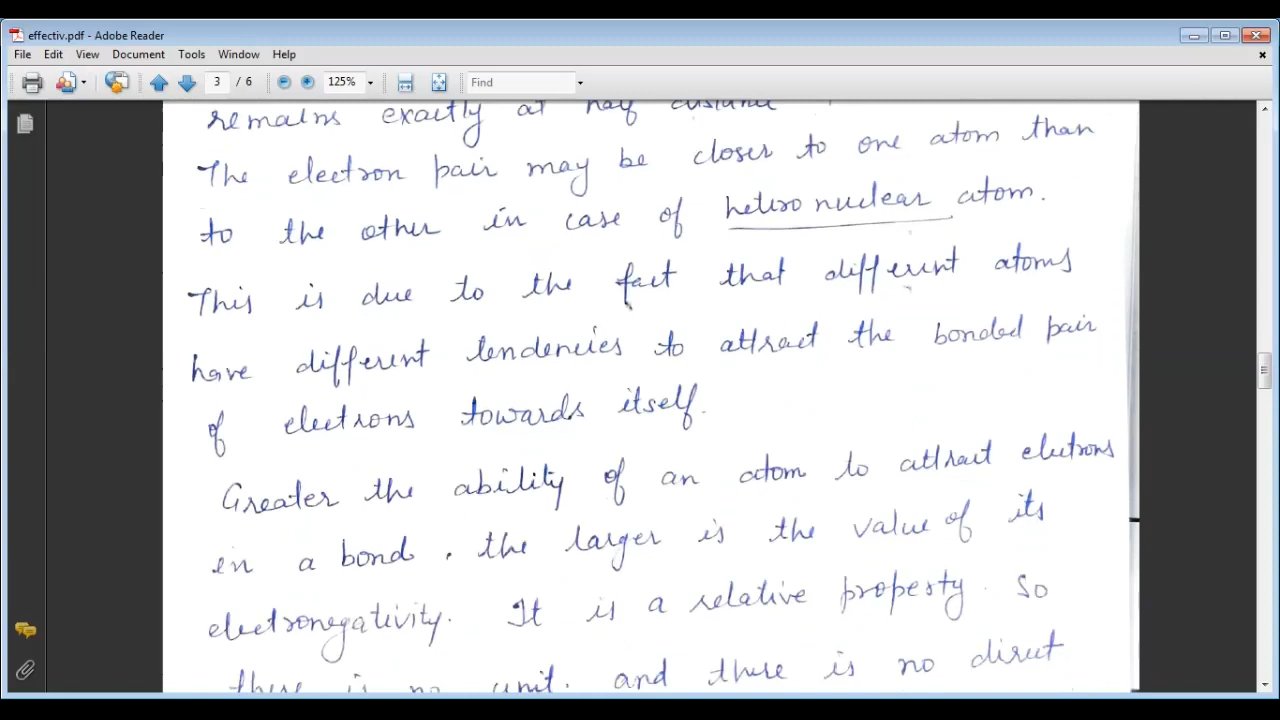 effectiv.pdf - Adobe Reader
File Edit View Document Tools Window Help
3 / 6 125% Find
remains exactly at half distance
The electron pair may be closer to one atom than
to the other in case of hetero nuclear atom.
This is due to the fact that different atoms
have different tendencies to attract the bonded pair
of electrons towards itself.
Greater the ability of an atom to attract electrons
in a bond, the larger is the value of its
electronegativity. It is a relative property. So
there is no unit. and there is no direct